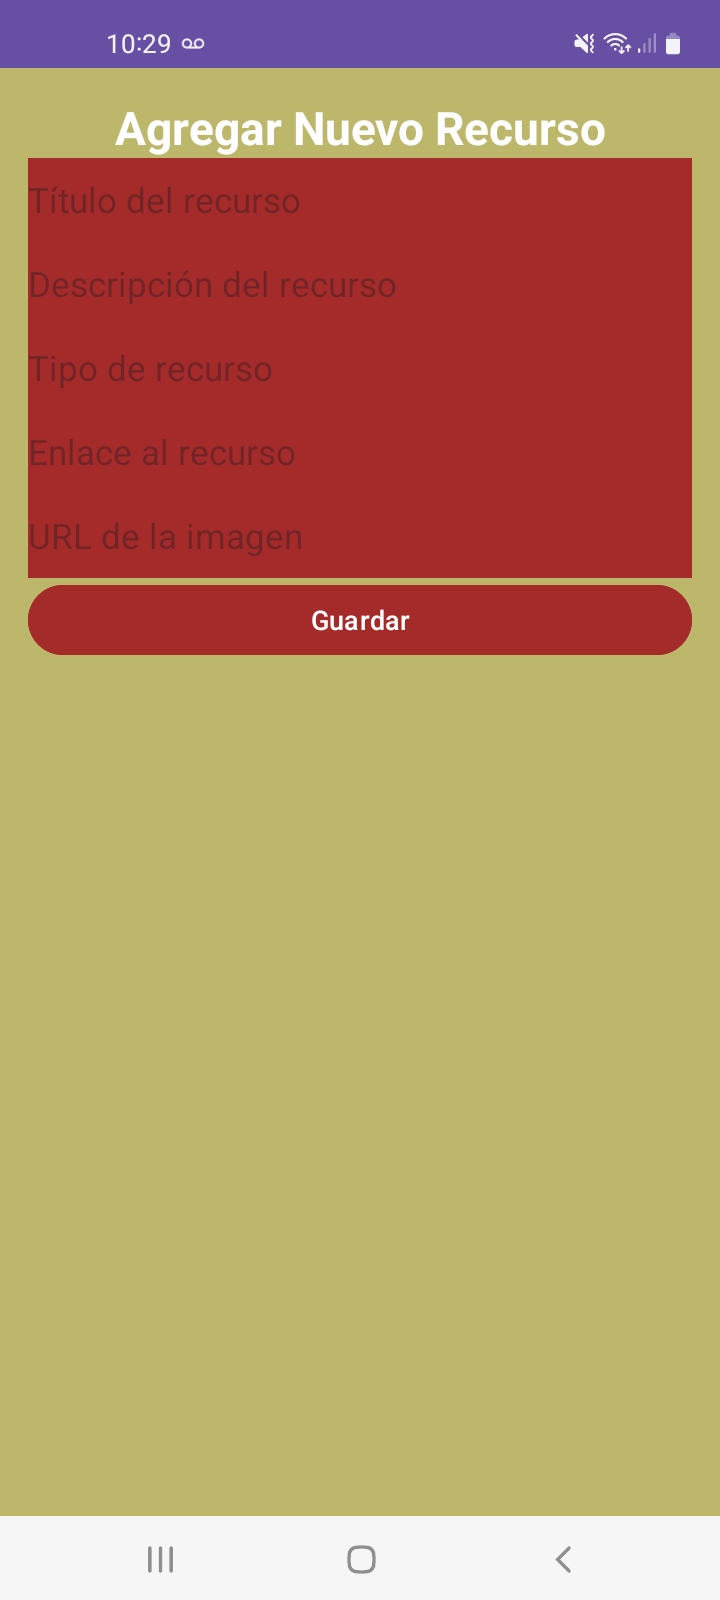 10:29
Agregar Nuevo Recurso
Título del recurso
Descripción del recurso
Tipo de recurso
Enlace al recurso
URL de la imagen
Guardar